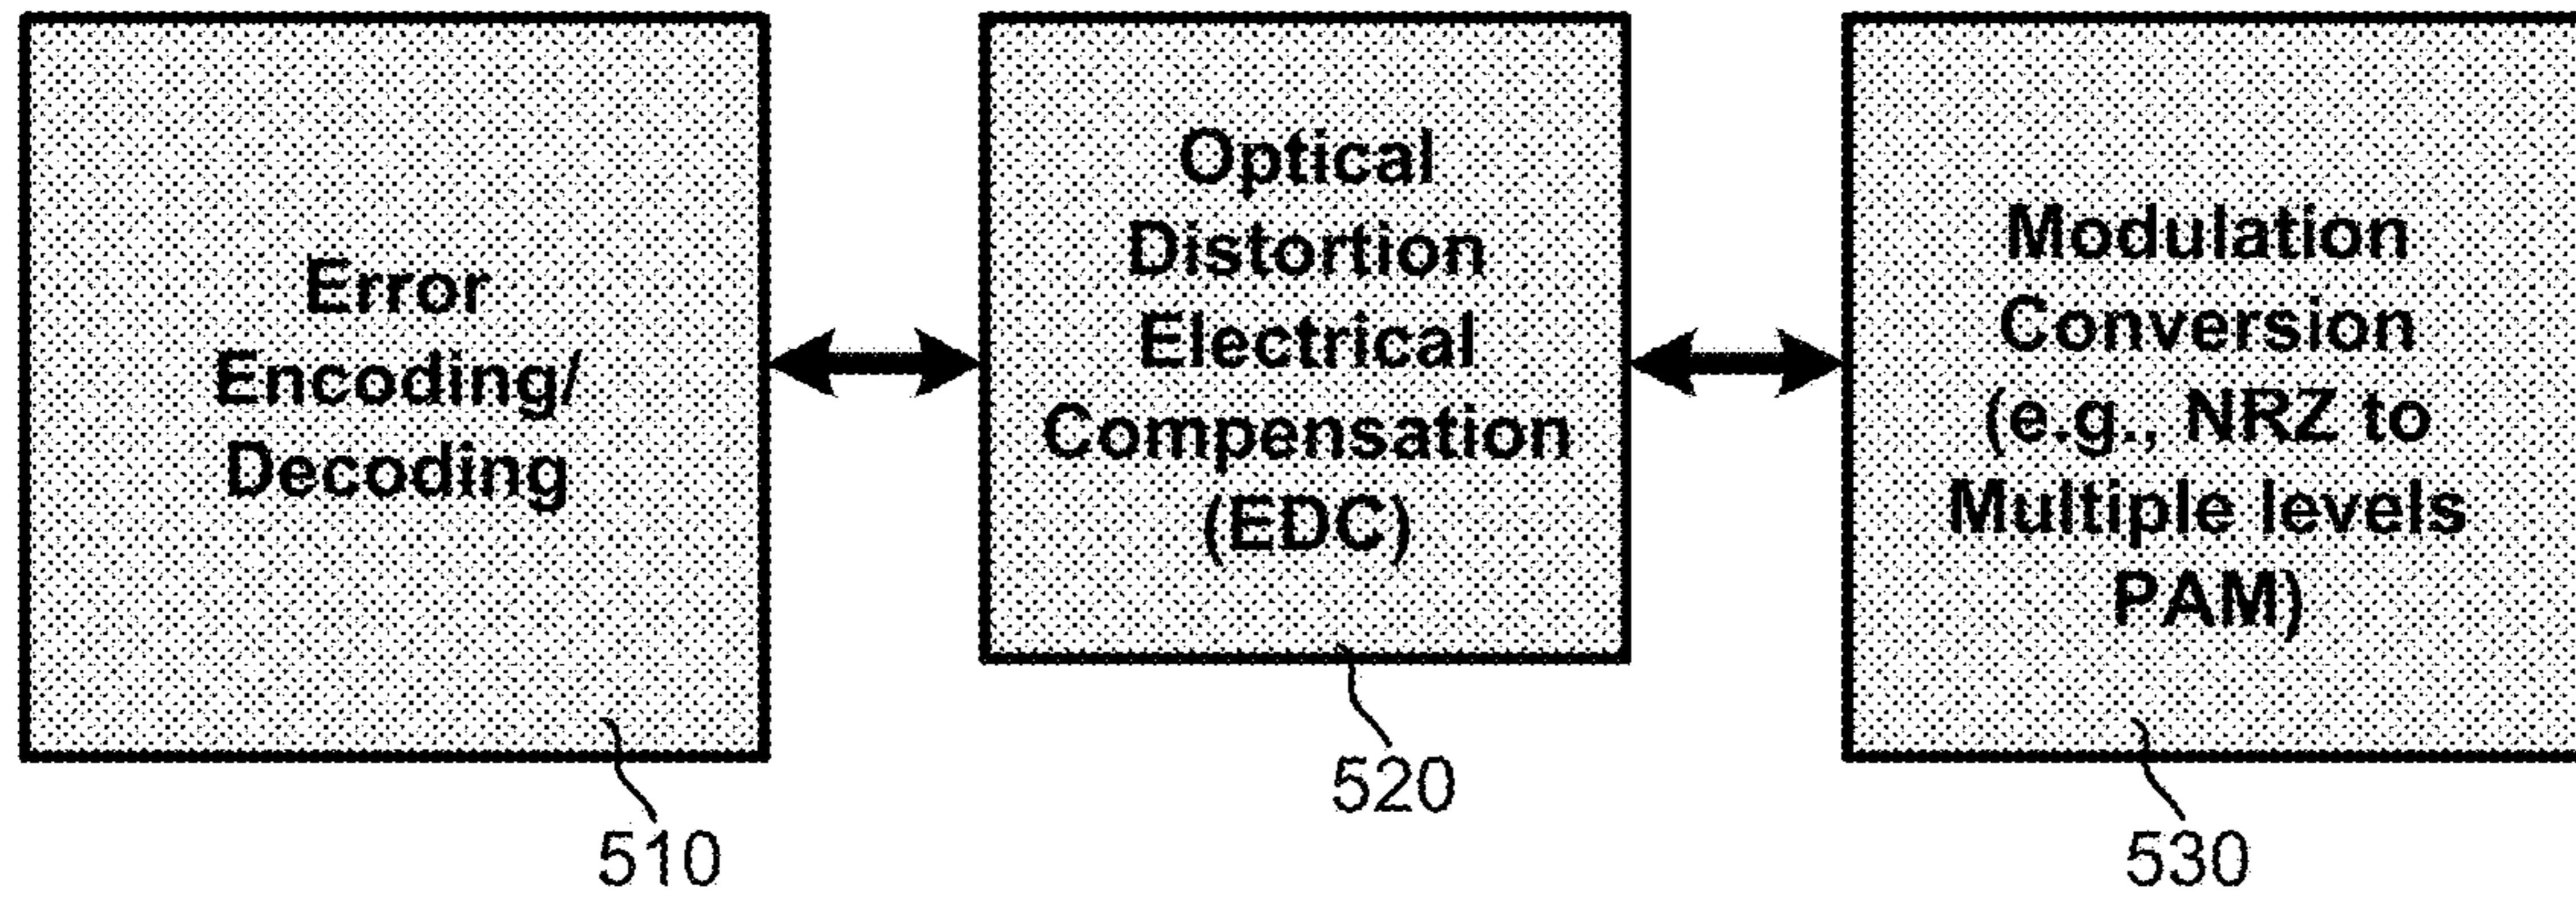 Error
Encoding/
Decoding
510
Optical
Distortion
Electrical
Compensation
(EDC)
520
Modulation
Conversion
(e.g., NRZ to
Multiple levels
PAM)
530